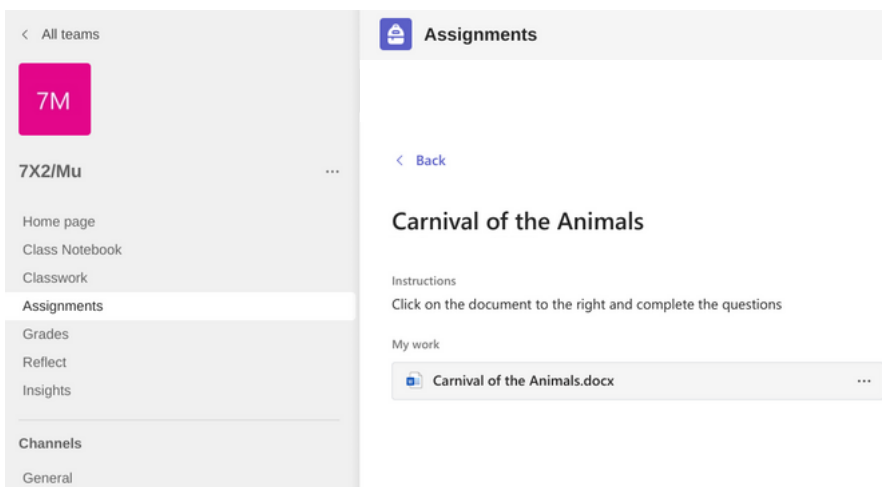 All teams
7M
7X2/Mu
Home page
Class Notebook
Classwork
Assignments
Grades
Reflect
Insights
Channels
General
Assignments
Back
Carnival of the Animals
Instructions
Click on the document to the right and complete the questions
My work
Carnival of the Animals.docx